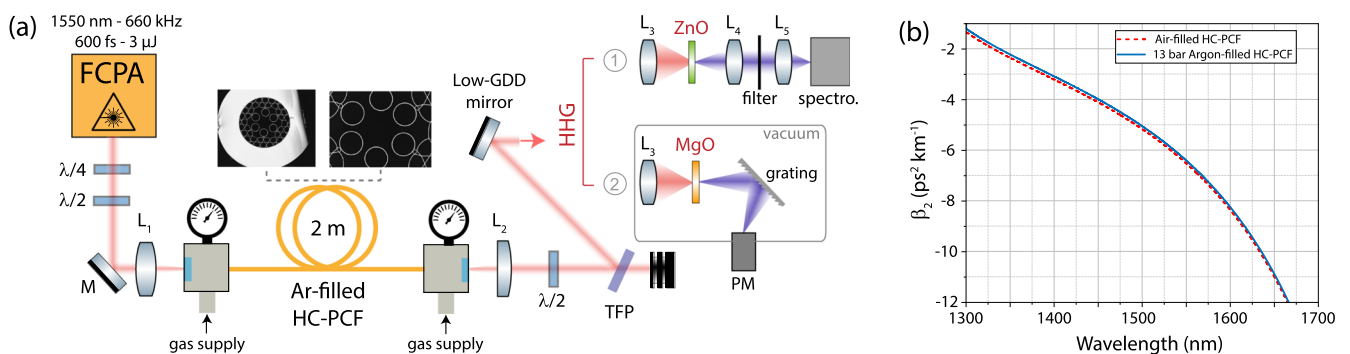 (a)
1550 nm - 660 kHz
600 fs - 3 µJ
FCPA
λ/4
λ/2
M
L1
2 m
Ar-filled
HC-PCF
gas supply
gas supply
L2
λ/2
TFP
Low-GDD
mirror
HHG
1
L3
ZnO
L4
L5
filter
spectro.
2
vacuum
L3
MgO
grating
PM
(b)
Air-filled HC-PCF
13 bar Argon-filled HC-PCF
β2 (ps² km⁻¹)
-2
-4
-6
-8
-10
-12
1300
1400
1500
1600
1700
Wavelength (nm)